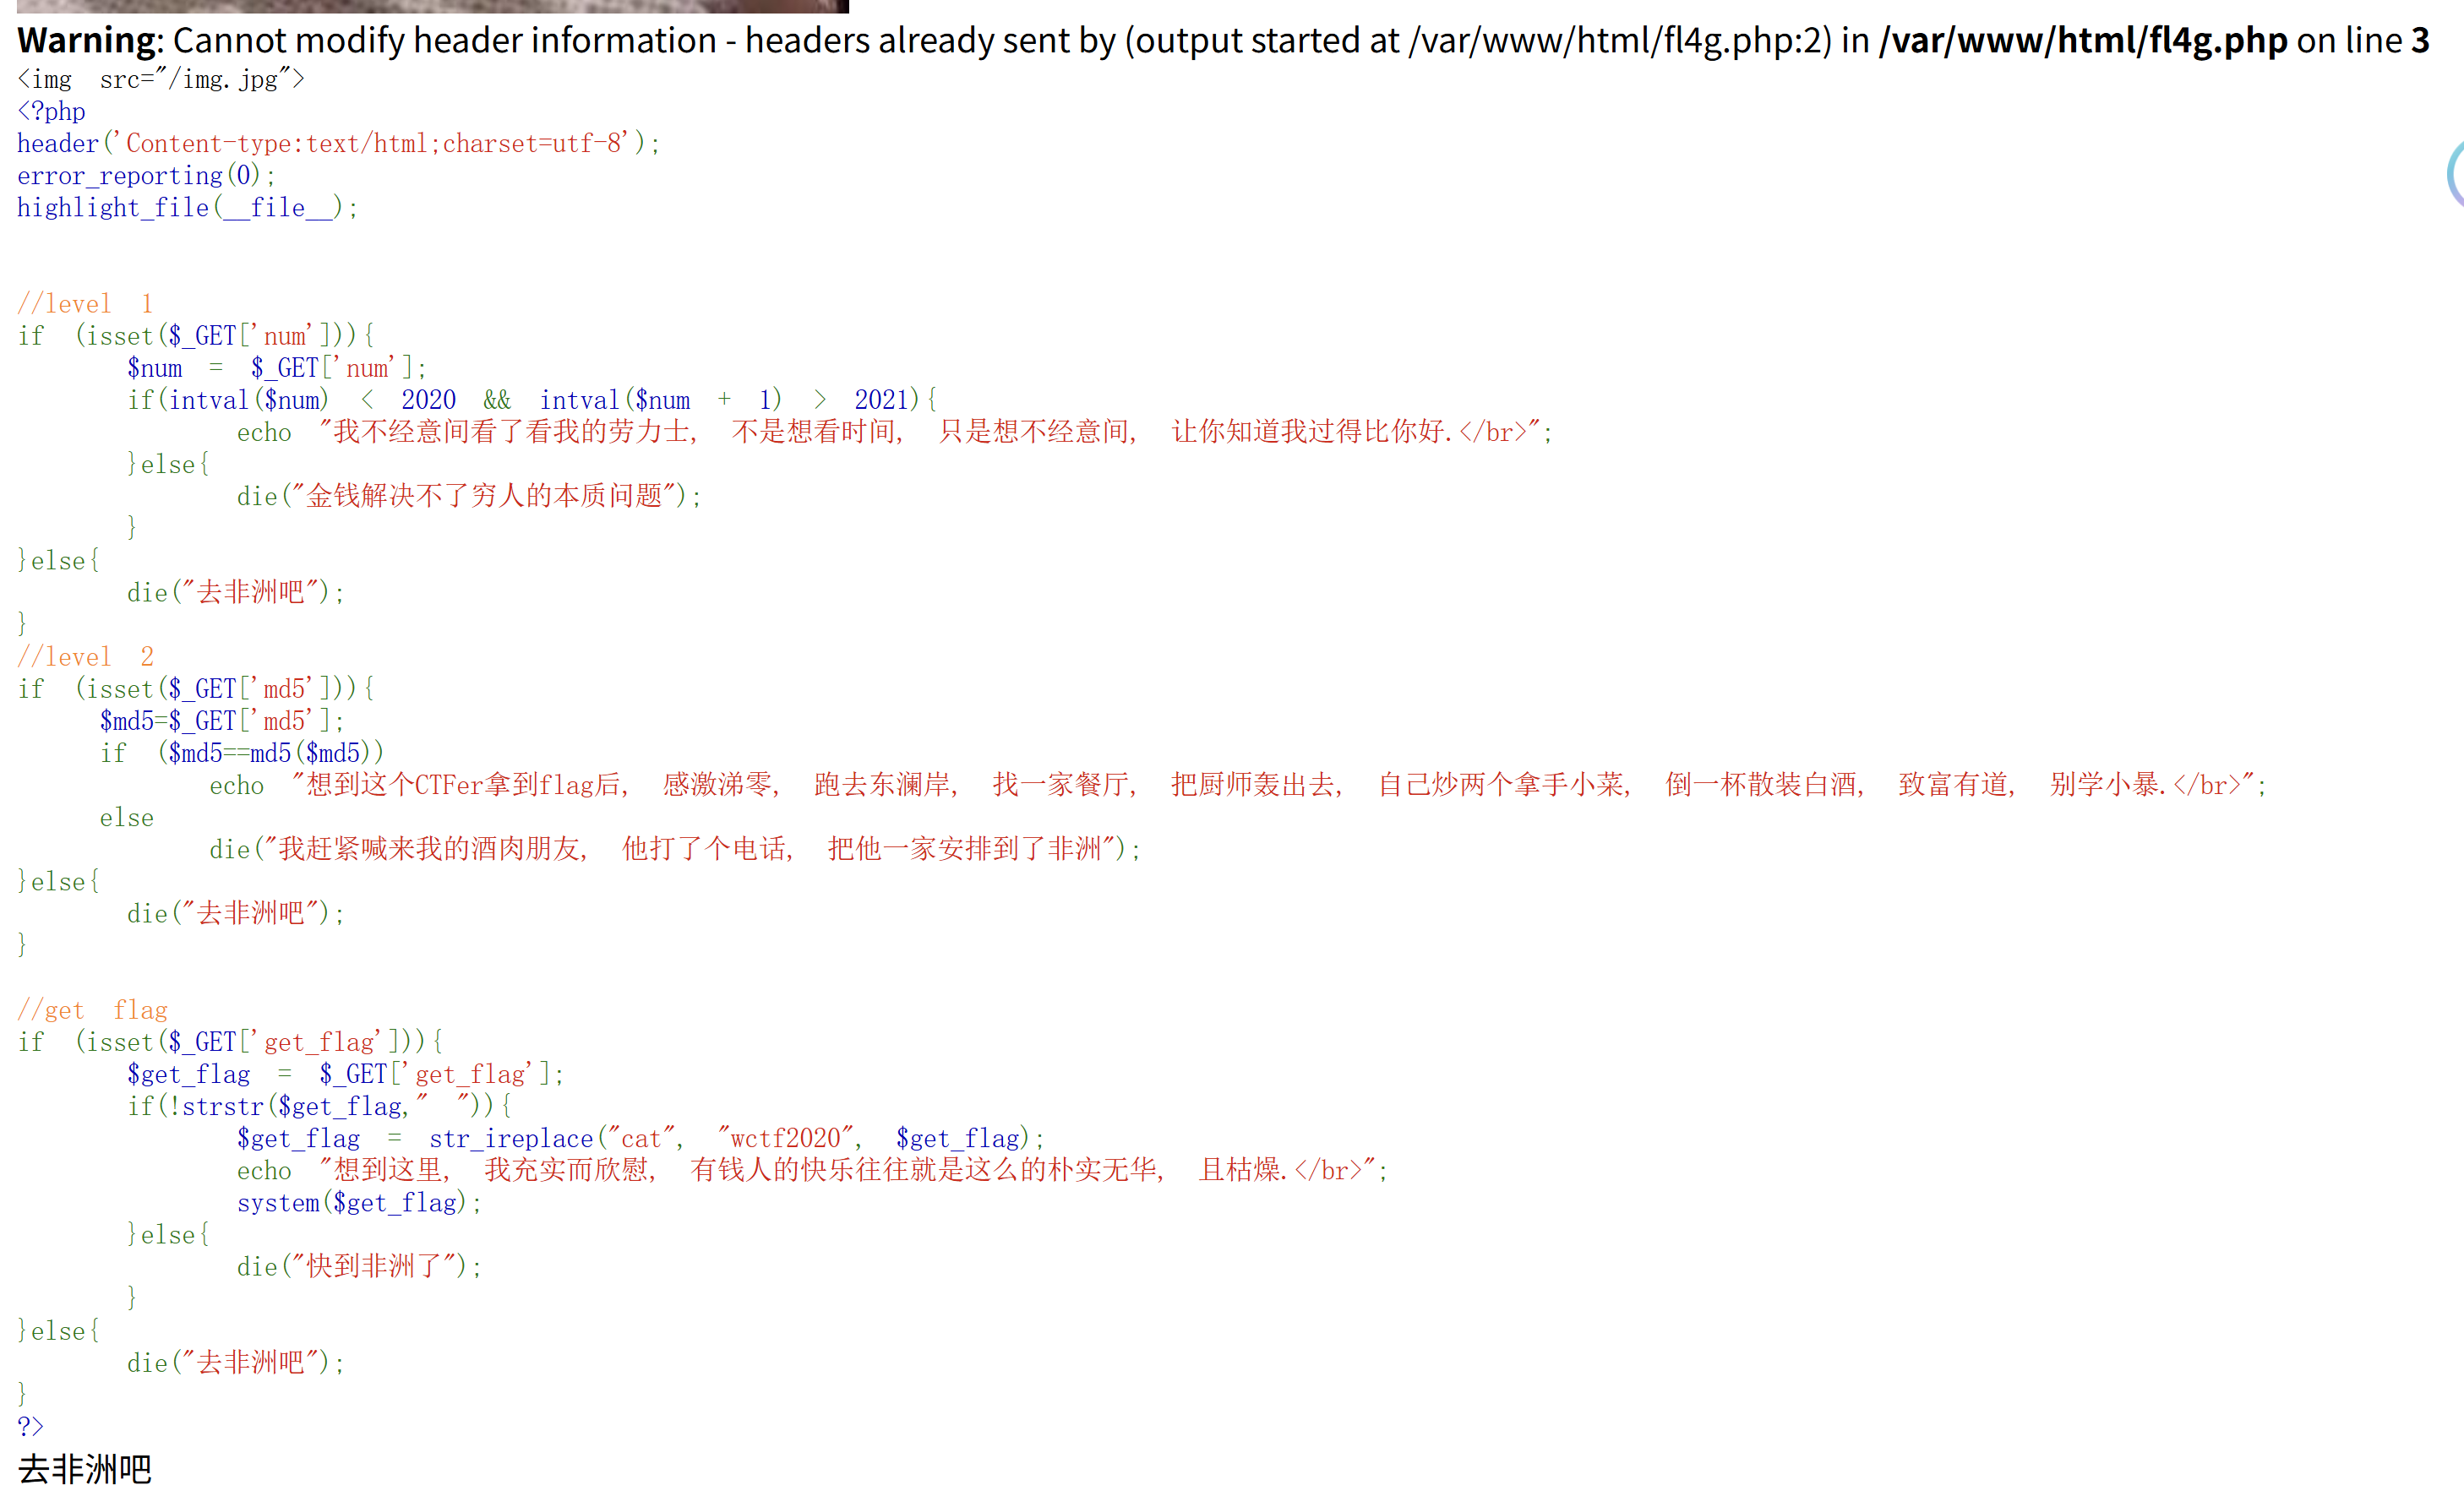 Warning: Cannot modify header information - headers already sent by (output started at /var/www/html/fl4g.php:2) in /var/www/html/fl4g.php on line 3
<img src="/img.jpg">
<?php
header('Content-type:text/html;charset=utf-8');
error_reporting(0);
highlight_file(__file__);
//level 1
if (isset($_GET['num'])){
$num = $_GET['num'];
if(intval($num) < 2020 && intval($num + 1) > 2021){
echo "我不经意间看了看我的劳力士, 不是想看时间, 只是想不经意间, 让你知道我过得比你好.</br>";
}else{
die("金钱解决不了穷人的本质问题");
}
}else{
die("去非洲吧");
}
//level 2
if (isset($_GET['md5'])){
$md5=$_GET['md5'];
if ($md5==md5($md5))
echo "想到这个CTFer拿到flag后, 感激涕零, 跑去东澜岸, 找一家餐厅, 把厨师轰出去, 自己炒两个拿手小菜, 倒一杯散装白酒, 致富有道, 别学小暴.</br>";
else
die("我赶紧喊来我的酒肉朋友, 他打了个电话, 把他一家安排到了非洲");
}else{
die("去非洲吧");
}
//get flag
if (isset($_GET['get_flag'])){
$get_flag = $_GET['get_flag'];
if(!strstr($get_flag," ")){
$get_flag = str_ireplace("cat", "wctf2020", $get_flag);
echo "想到这里, 我充实而欣慰, 有钱人的快乐往往就是这么的朴实无华, 且枯燥.</br>";
system($get_flag);
}else{
die("快到非洲了");
}
}else{
die("去非洲吧");
}
?>
去非洲吧